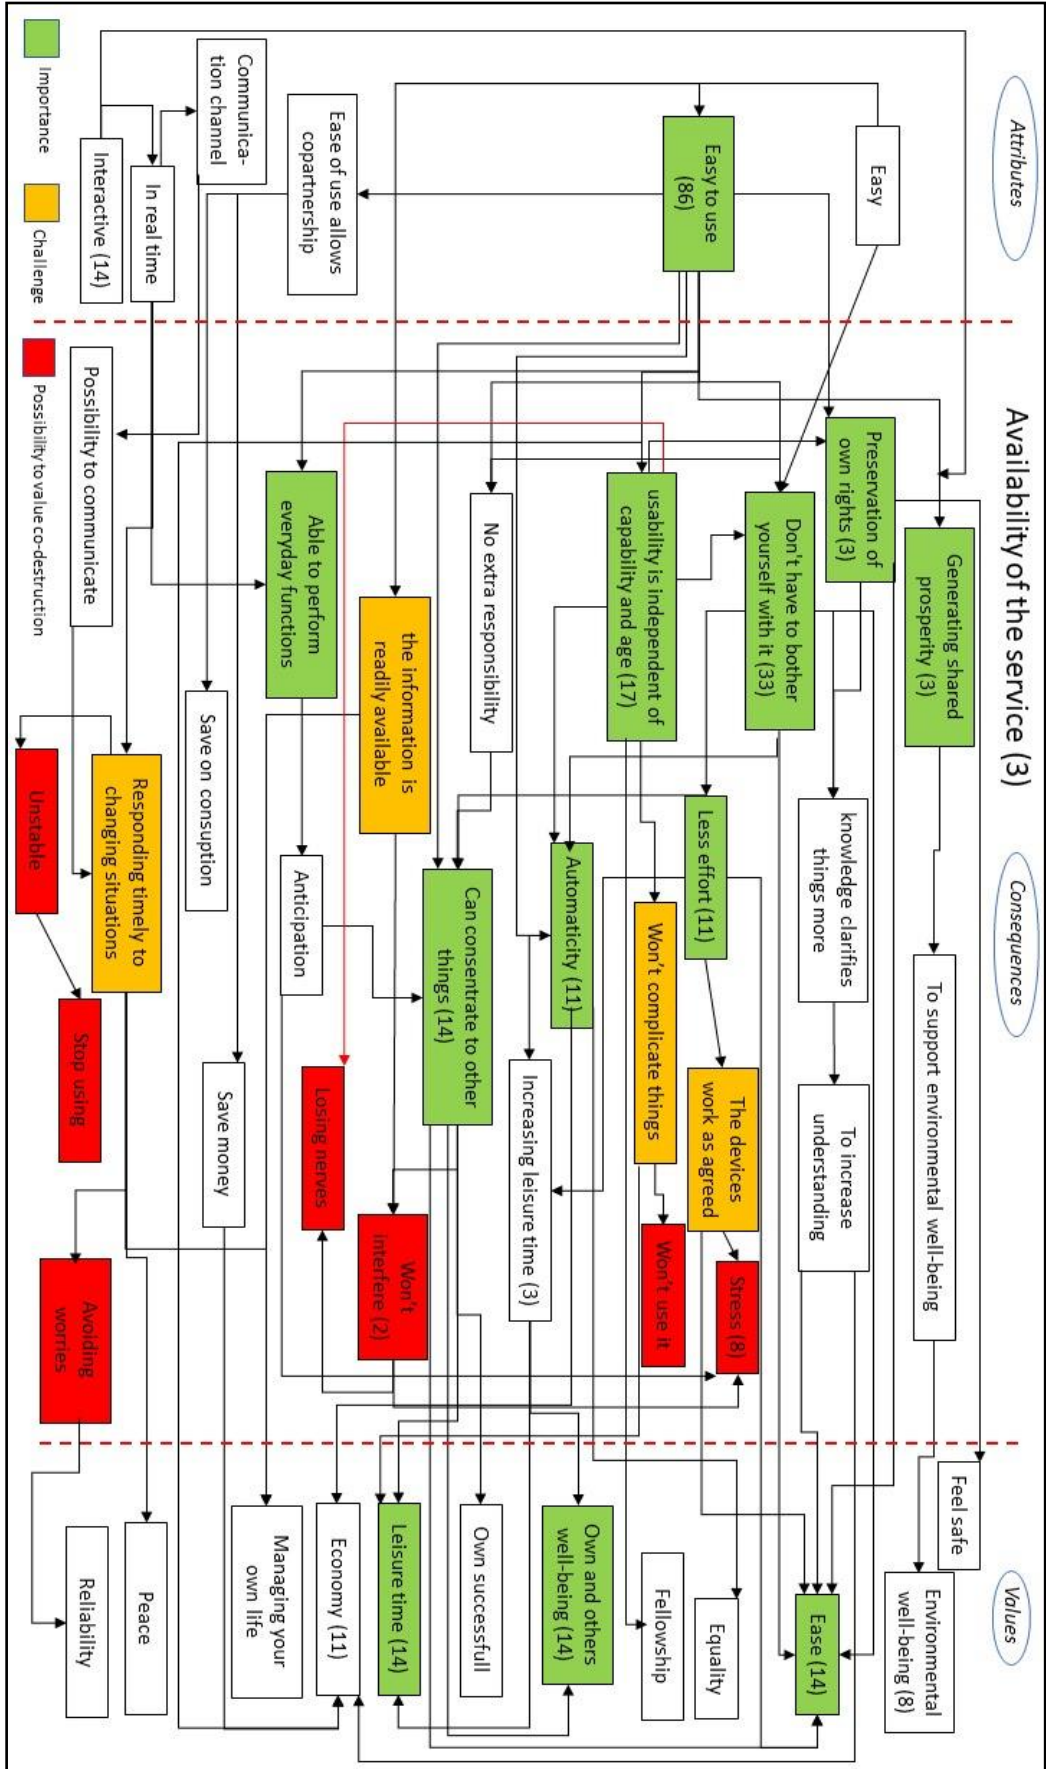 Availability of the service (3)
Attributes
Consequences
Values
Easy
Easy to use
(86)
Ease of use allows
copartnership
Communica-
tion channel
In real time
Interactive (14)
Generating shared
prosperity (3)
Preservation of
own rights (3)
Don't have to bother
yourself with it (33)
usability is independent of
capability and age (17)
No extra responsibility
the information is
readily available
Able to perform
everyday functions
Possibility to communicate
To support environmental well-being
knowledge clarifies
things more
To increase
understanding
Less effort (11)
The devices
work as agreed
Stress (8)
Won't complicate things
Won't use it
Automaticity (11)
Increasing leisure time (3)
Can consentrate to other
things (14)
Won't
interfere (2)
Anticipation
Losing nerves
Save on consuption
Save money
Responding timely to
changing situations
Unstable
Stop using
Avoiding
worries
Feel safe
Environmental
well-being (8)
Ease (14)
Equality
Fellowship
Own and others
well-being (14)
Own successfull
Leisure time (14)
Economy (11)
Managing your
own life
Peace
Reliability
Importance
Challenge
Possibility to value co-destruction